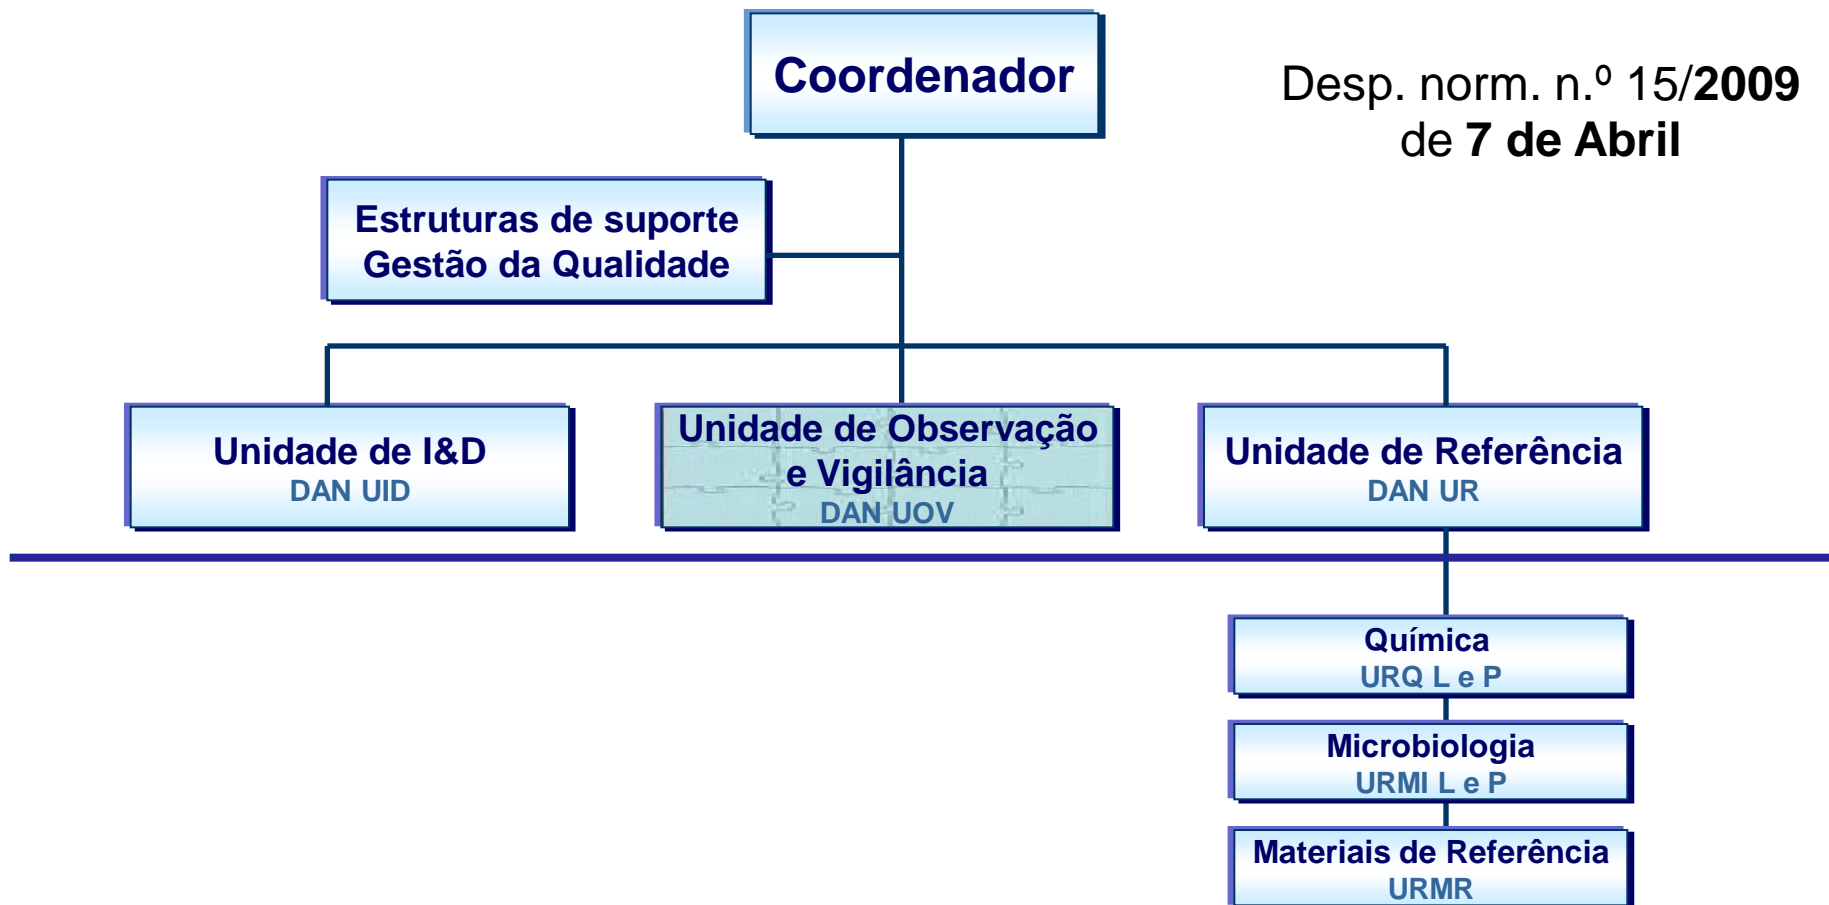 Coordenador
Desp. norm. n.º 15/2009
de 7 de Abril
Estruturas de suporte
Gestão da Qualidade
Unidade de I&D
DAN UID
Unidade de Observação
e Vigilância
DAN UOV
Unidade de Referência
DAN UR
Química
URQ L e P
Microbiologia
URMI L e P
Materiais de Referência
URMR